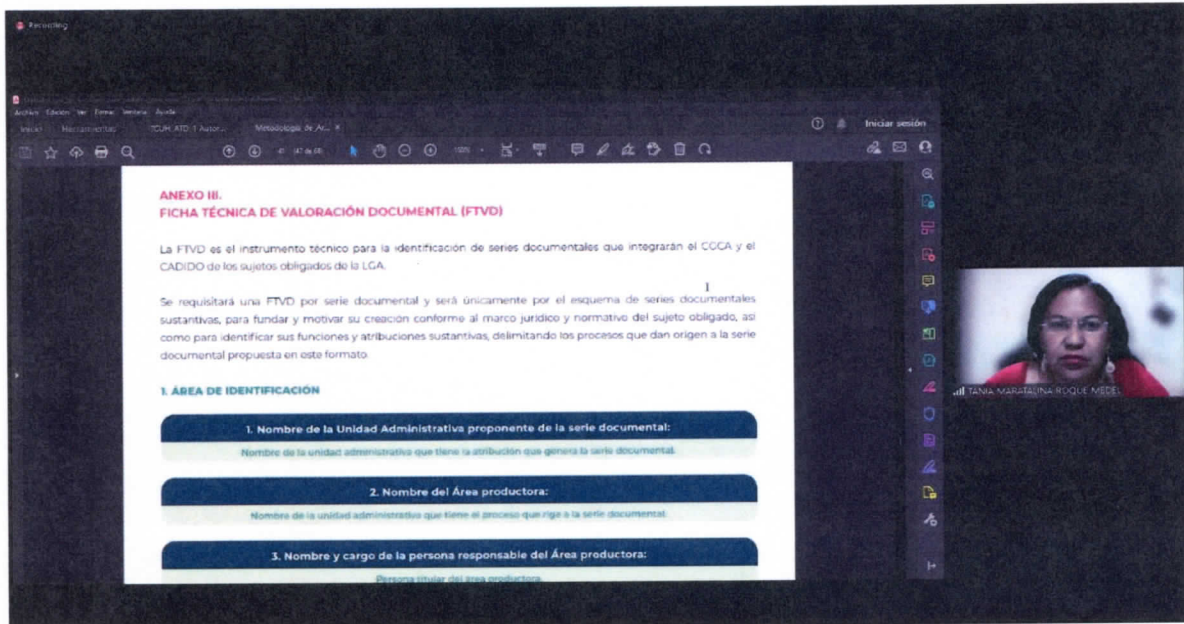 Recording
Archivo Edición Ver Firmar Ventana Ayuda
Inicio Herramientas Metodología de Ar... ×
Iniciar sesión
ANEXO III.
FICHA TÉCNICA DE VALORACIÓN DOCUMENTAL (FTVD)
La FTVD es el instrumento técnico para la identificación de series documentales que integrarán el CGCA y el
CADIDO de los sujetos obligados de la LGA.
Se requisitará una FTVD por serie documental y será únicamente por el esquema de series documentales
sustantivas, para fundar y motivar su creación conforme al marco jurídico y normativo del sujeto obligado, así
como para identificar sus funciones y atribuciones sustantivas, delimitando los procesos que dan origen a la serie
documental propuesta en este formato.
1. ÁREA DE IDENTIFICACIÓN
1. Nombre de la Unidad Administrativa proponente de la serie documental:
Nombre de la unidad administrativa que tiene la atribución que genera la serie documental.
2. Nombre del Área productora:
Nombre de la unidad administrativa que tiene el proceso que rige a la serie documental.
3. Nombre y cargo de la persona responsable del Área productora:
Persona titular del área productora.
TANIA MARATALINA ROQUE MEDEL